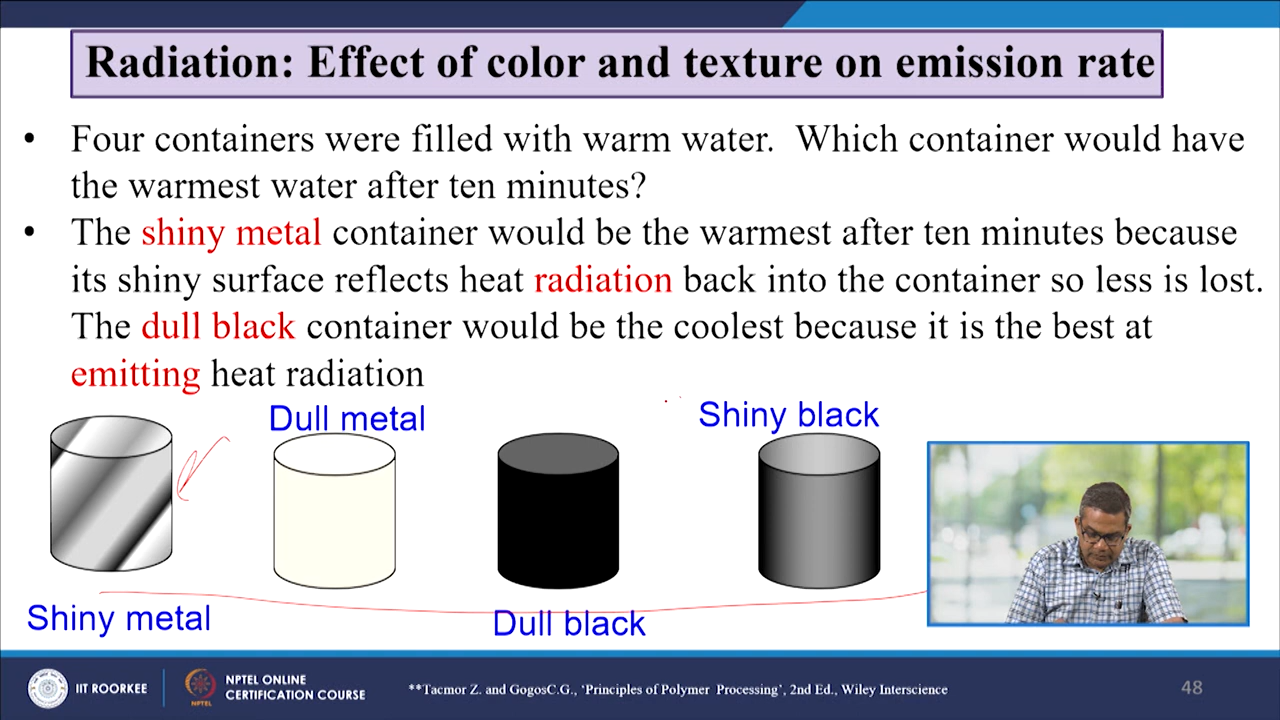 Radiation: Effect of color and texture on emission rate
• Four containers were filled with warm water. Which container would have
the warmest water after ten minutes?
• The shiny metal container would be the warmest after ten minutes because
its shiny surface reflects heat radiation back into the container so less is lost.
The dull black container would be the coolest because it is the best at
emitting heat radiation
Dull metal
Shiny black
Shiny metal
Dull black
IIT ROORKEE
NPTEL
NPTEL ONLINE
CERTIFICATION COURSE
**Tacmor Z. and GogosC.G., ‘Principles of Polymer Processing’, 2nd Ed., Wiley Interscience
48